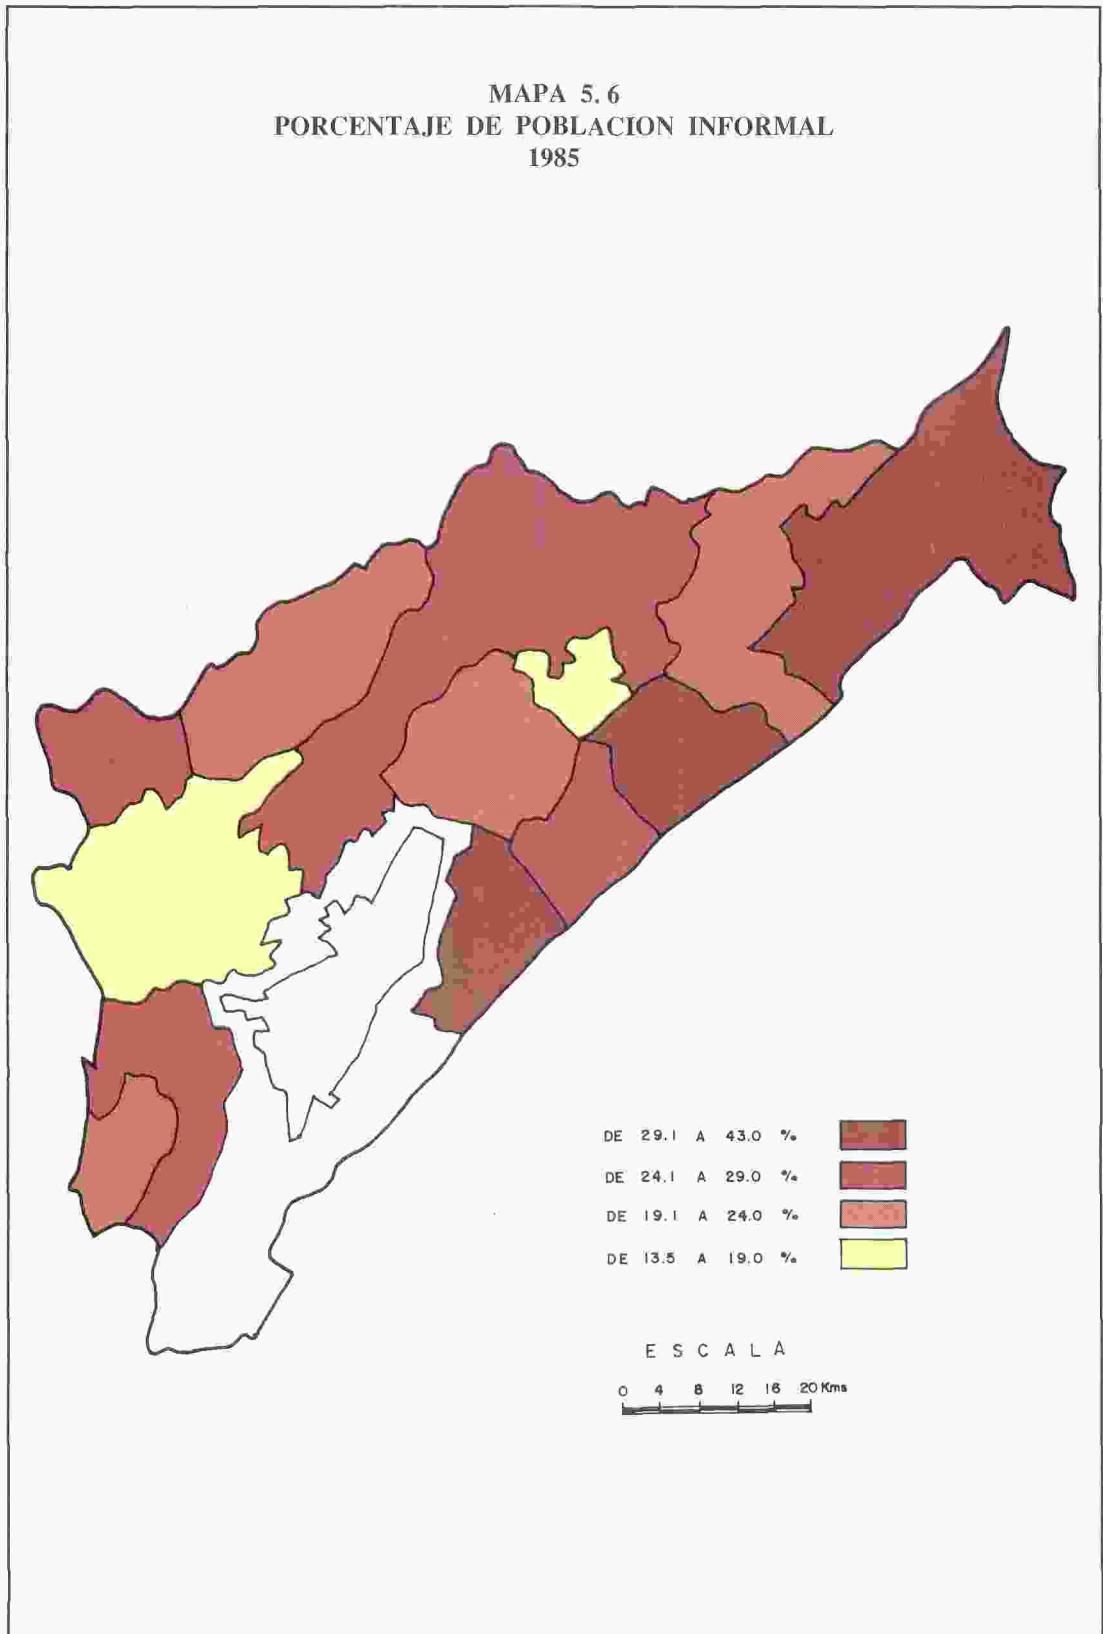 MAPA 5.6
PORCENTAJE DE POBLACION INFORMAL
1985
DE 29.1 A 43.0 %
DE 24.1 A 29.0 %
DE 19.1 A 24.0 %
DE 13.5 A 19.0 %
ESCALA
0 4 8 12 16 20 Kms